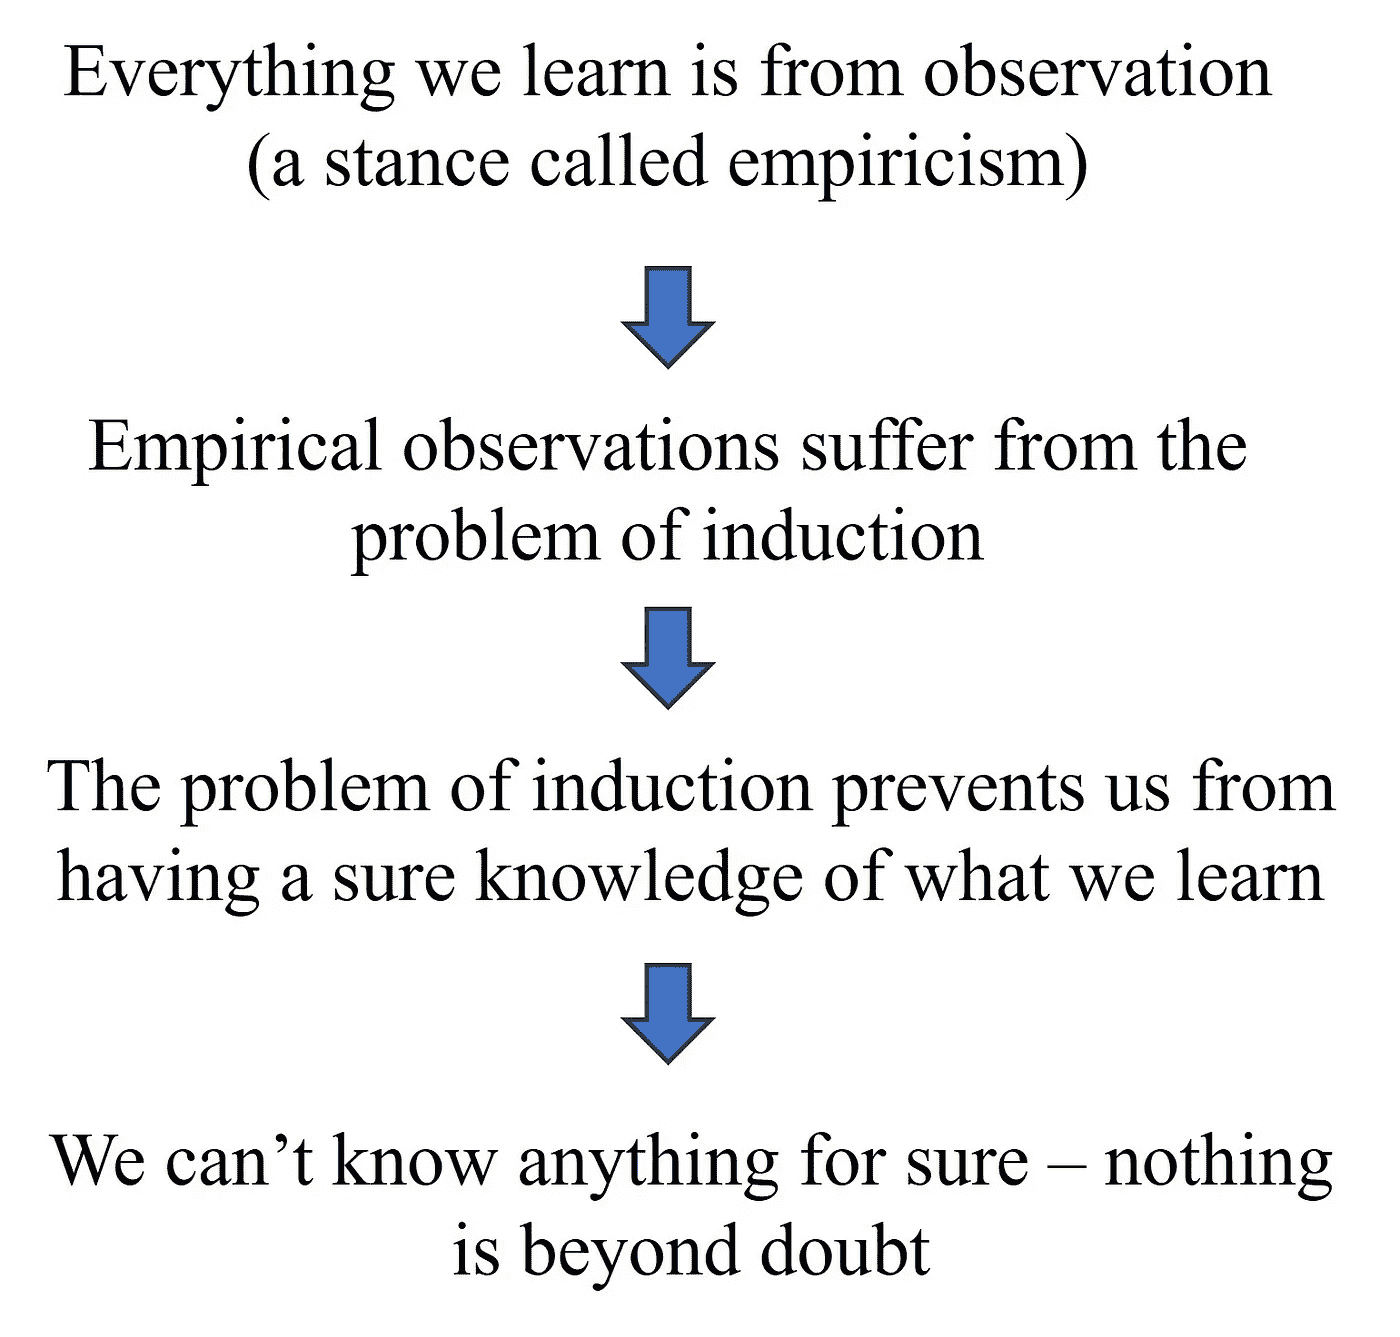 Everything we learn is from observation
(a stance called empiricism)
Empirical observations suffer from the
problem of induction
The problem of induction prevents us from
having a sure knowledge of what we learn
We can’t know anything for sure – nothing
is beyond doubt